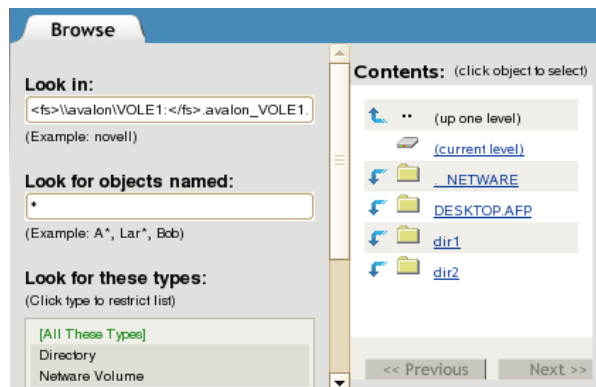 Browse
Look in:
<fs>\\avalon\VOLE1:</fs>.avalon_VOLE1.
(Example: novell)
Look for objects named:
*
(Example: A*, Lar*, Bob)
Look for these types:
(Click type to restrict list)
[All These Types]
Directory
Netware Volume
Contents: (click object to select)
.. (up one level)
(current level)
._NETWARE
DESKTOP.AFP
dir1
dir2
<< Previous
Next >>